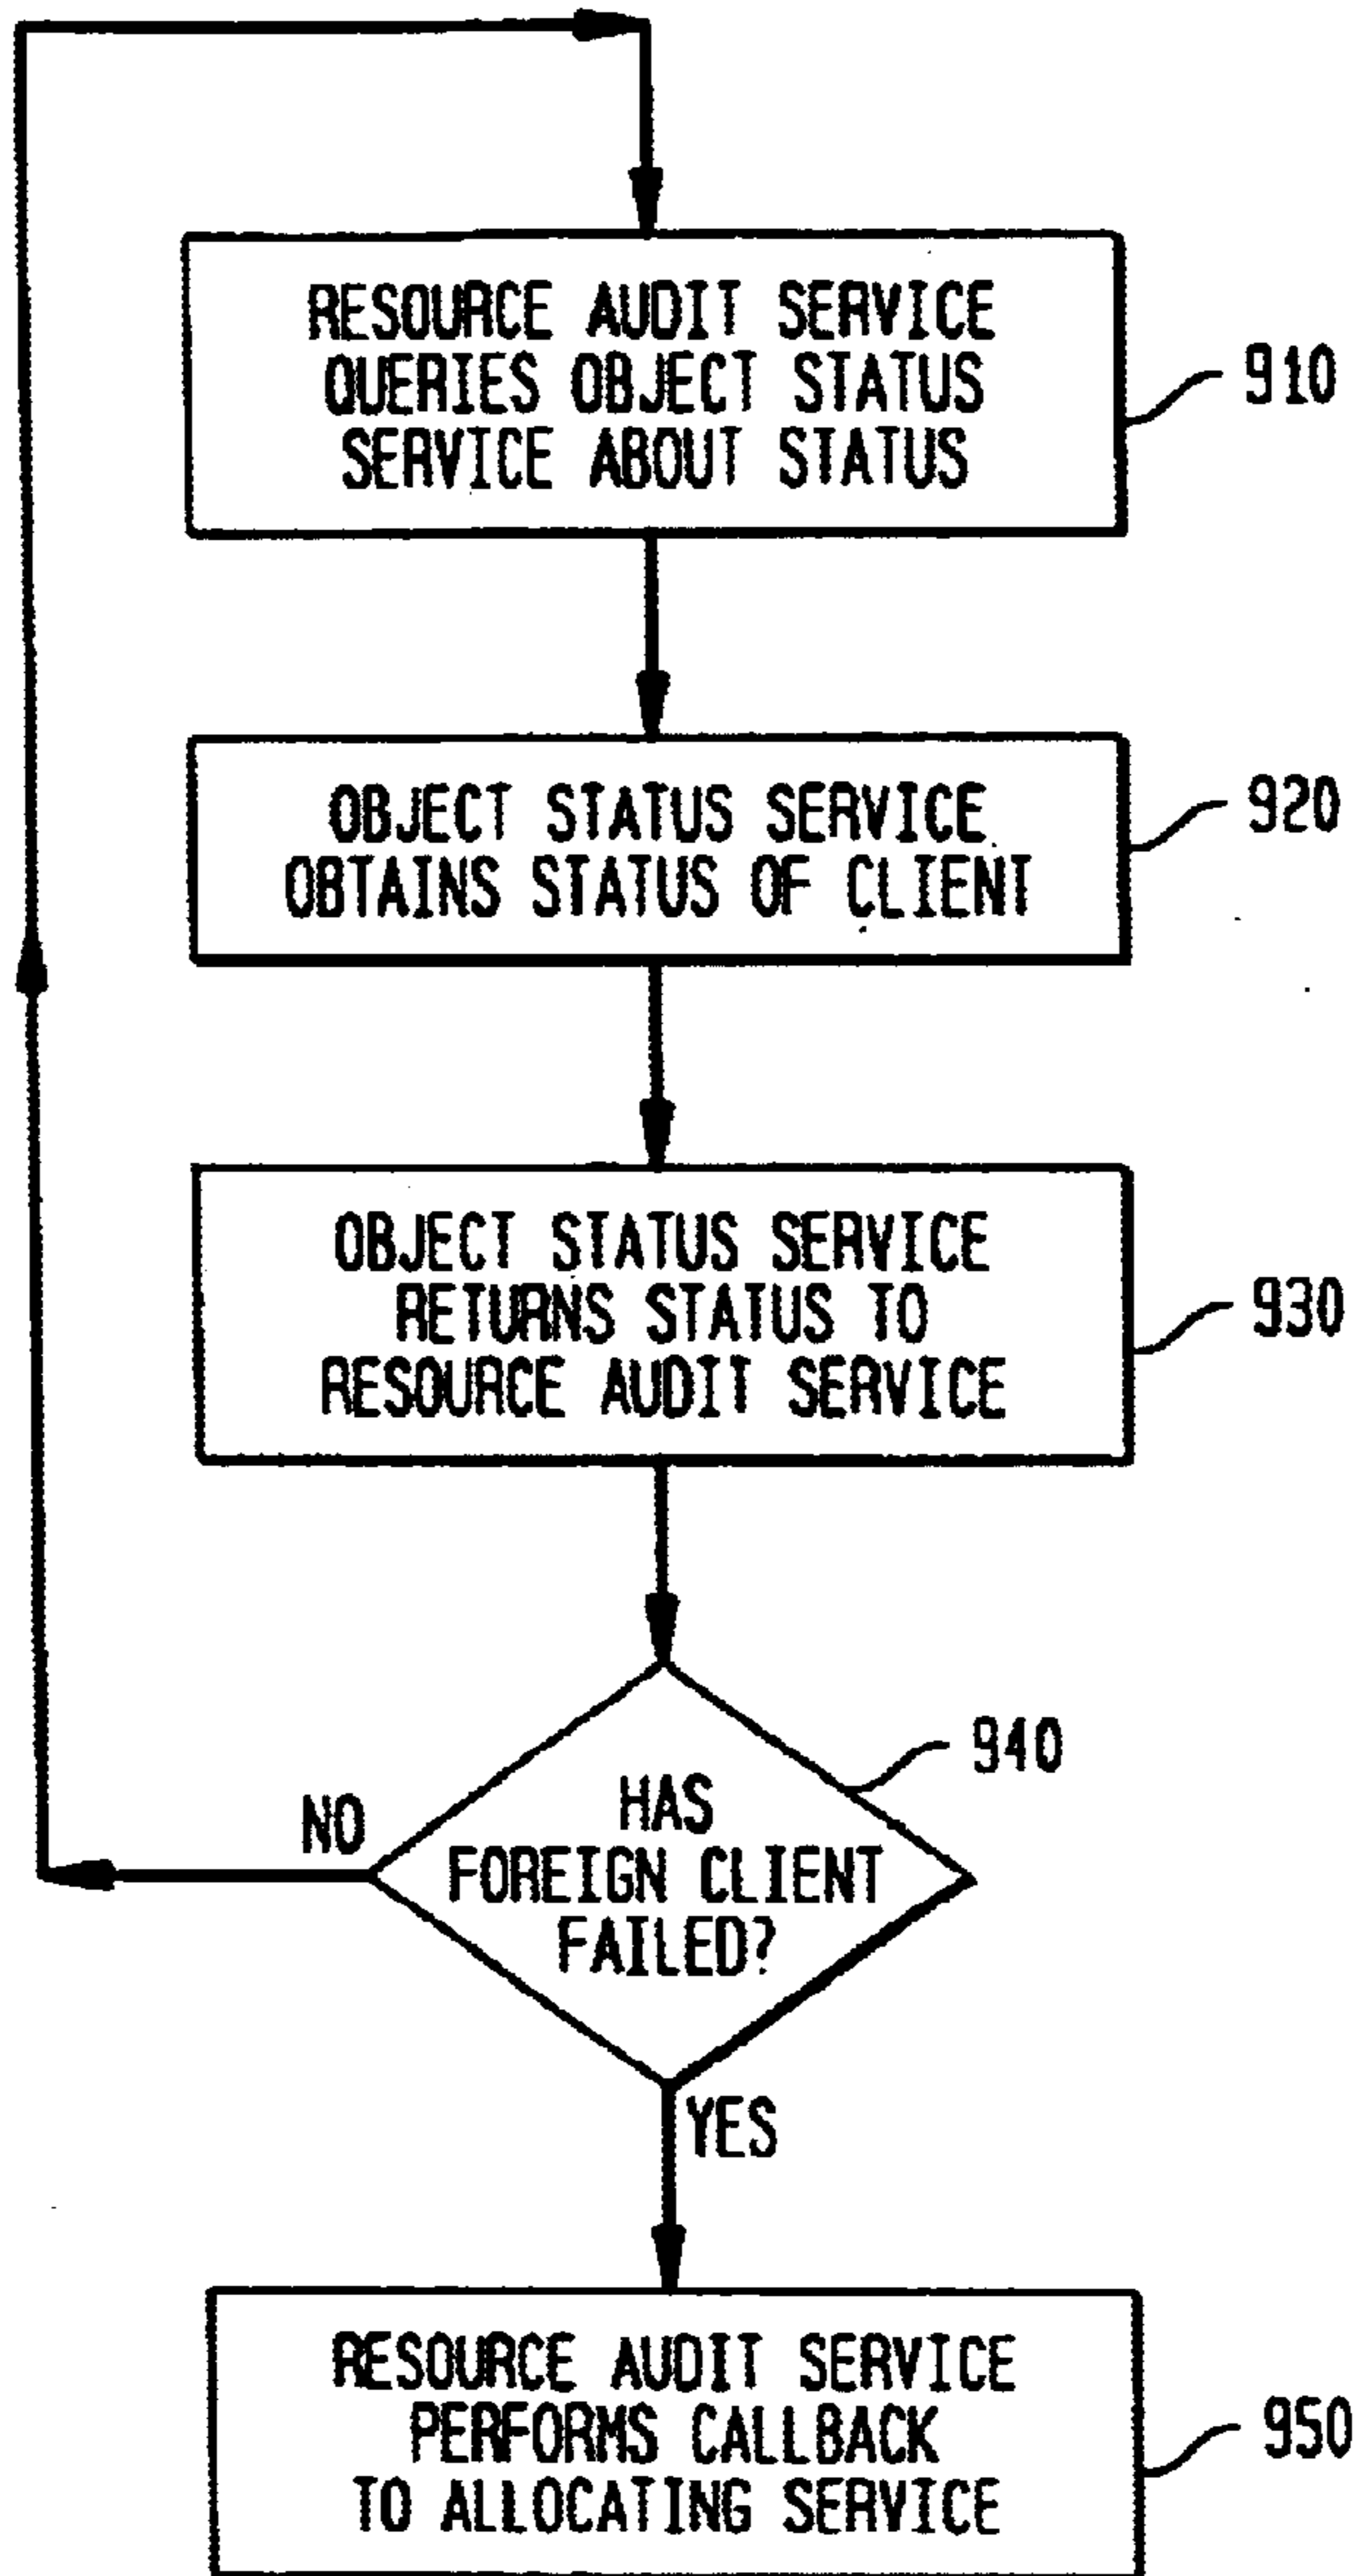 RESOURCE AUDIT SERVICE
QUERIES OBJECT STATUS
SERVICE ABOUT STATUS
910
OBJECT STATUS SERVICE
OBTAINS STATUS OF CLIENT
920
OBJECT STATUS SERVICE
RETURNS STATUS TO
RESOURCE AUDIT SERVICE
930
940
HAS
FOREIGN CLIENT
FAILED?
NO
YES
RESOURCE AUDIT SERVICE
PERFORMS CALLBACK
TO ALLOCATING SERVICE
950